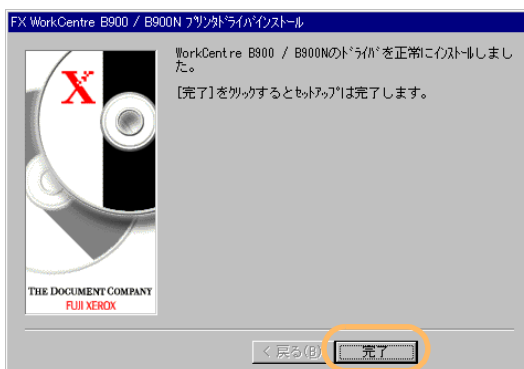 FX WorkCentre B900 / B900N ﾌﾟﾘﾝﾀﾄﾞﾗｲﾊﾞｲﾝｽﾄｰﾙ
WorkCentre B900 / B900Nのﾄﾞﾗｲﾊﾞを正常にｲﾝｽﾄｰﾙしまし
た。
[完了]をｸﾘｯｸするとｾｯﾄｱｯﾌﾟは完了します。
X
THE DOCUMENT COMPANY
FUJI XEROX
< 戻る(B)
完了